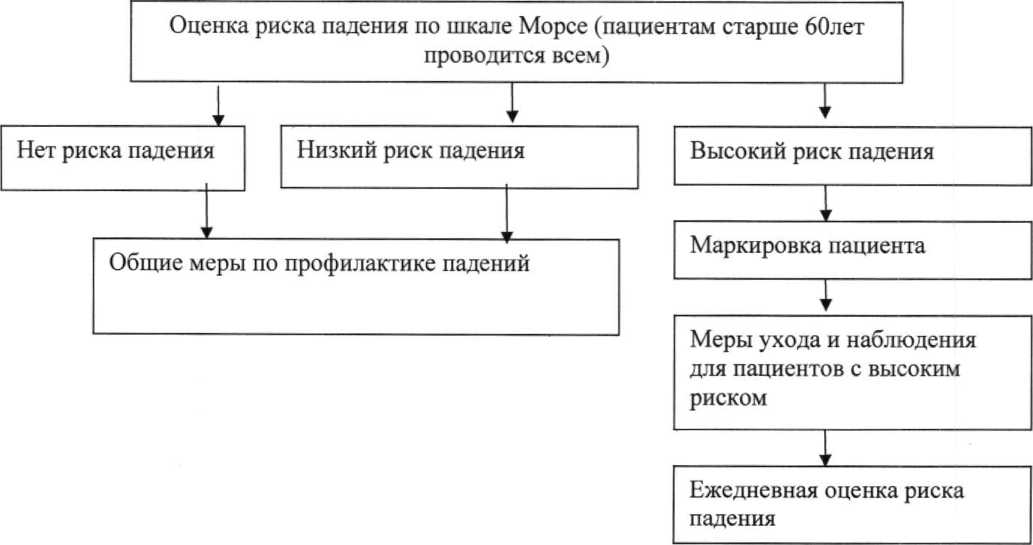 Оценка риска падения по шкале Морсе (пациентам старше 60лет
проводится всем)
Нет риска падения
Низкий риск падения
Высокий риск падения
Общие меры по профилактике падений
Маркировка пациента
Меры ухода и наблюдения
для пациентов с высоким
риском
Ежедневная оценка риска
падения